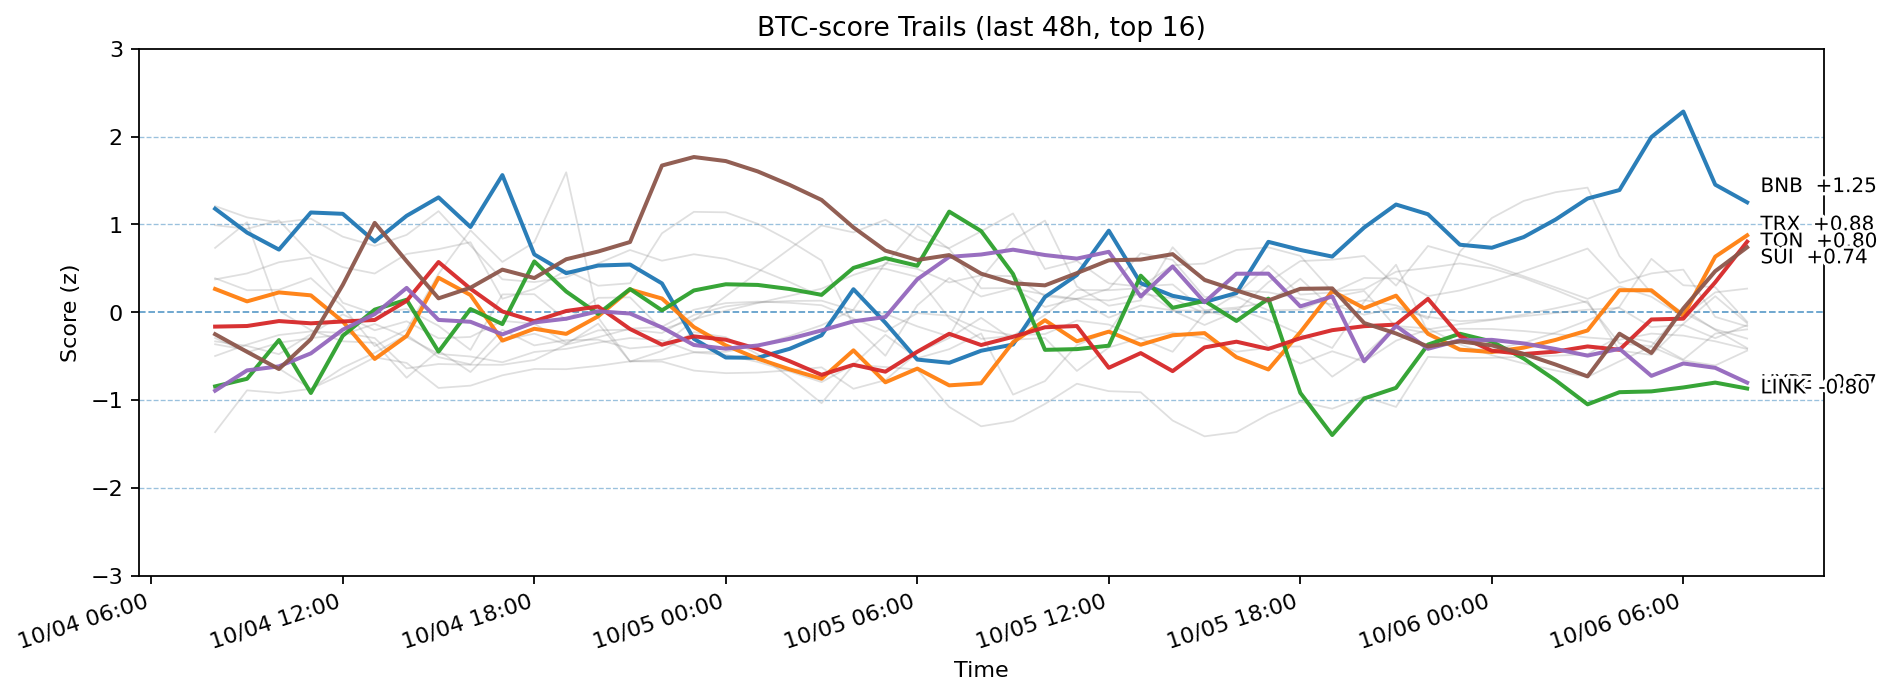 BTC-score Trails (last 48h, top 16)
Score (z)
3
2
1
0
−1
−2
−3
BNB +1.25
TRX +0.88
TON +0.80
SUI +0.74
LINK -0.80
10/04 06:00
10/04 12:00
10/04 18:00
10/05 00:00
10/05 06:00
10/05 12:00
10/05 18:00
10/06 00:00
10/06 06:00
Time